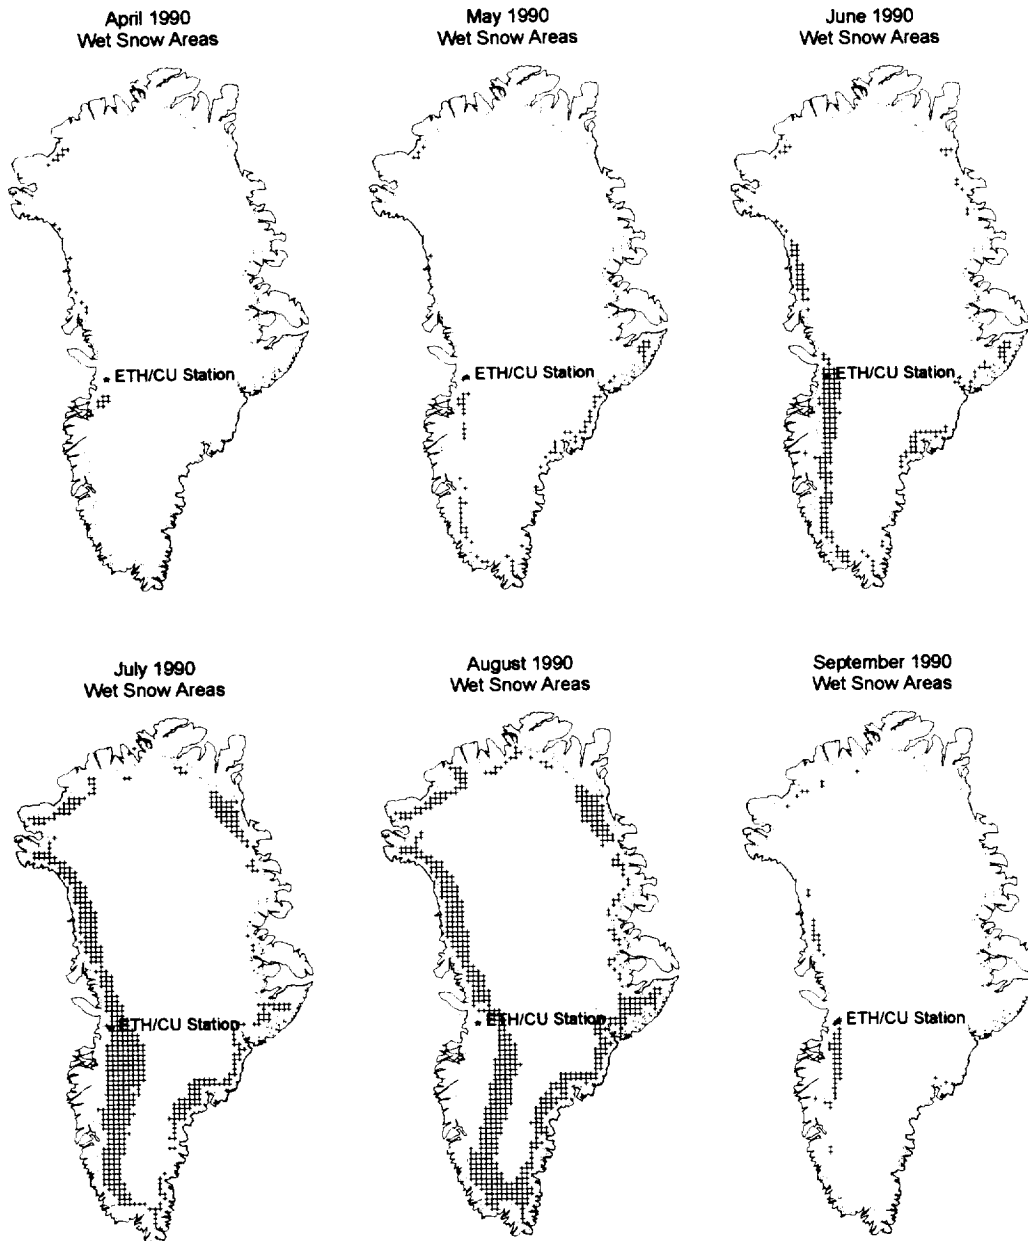 April 1990
Wet Snow Areas
May 1990
Wet Snow Areas
June 1990
Wet Snow Areas
ETH/CU Station
ETH/CU Station
ETH/CU Station
July 1990
Wet Snow Areas
August 1990
Wet Snow Areas
September 1990
Wet Snow Areas
ETH/CU Station
ETH/CU Station
ETH/CU Station